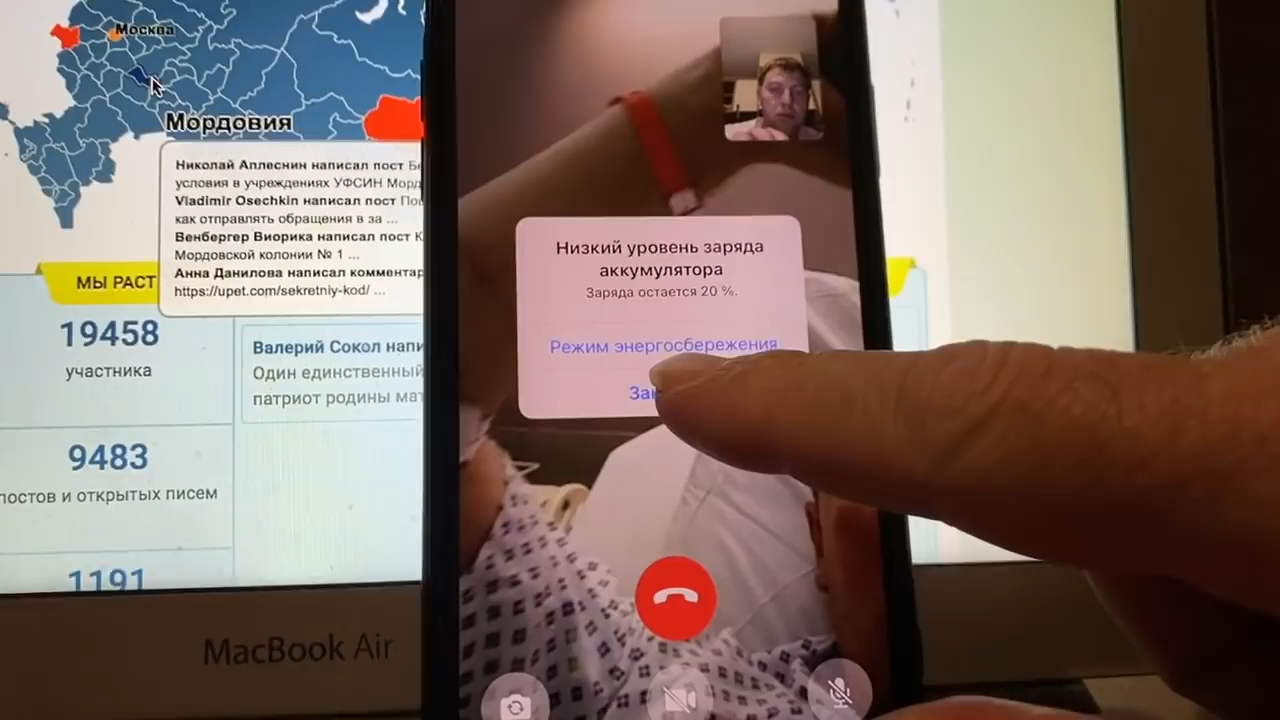 Москва
Мордовия
Николай Аплеснин написал пост
условия в учреждениях УФСИН Морд
Vladimir Osechkin написал пост
как отправлять обращения в за ...
Венбергер Виорика написал пост К
Мордовской колонии № 1 ...
Анна Данилова написал комментар
https://upet.com/sekretniy-kod/ ...
МЫ РАСТ
19458
участника
Валерий Сокол напи
Один единственный
патриот родины мат
9483
постов и открытых писем
1191
MacBook Air
Низкий уровень заряда
аккумулятора
Заряда остается 20 %.
Режим энергосбережения
За